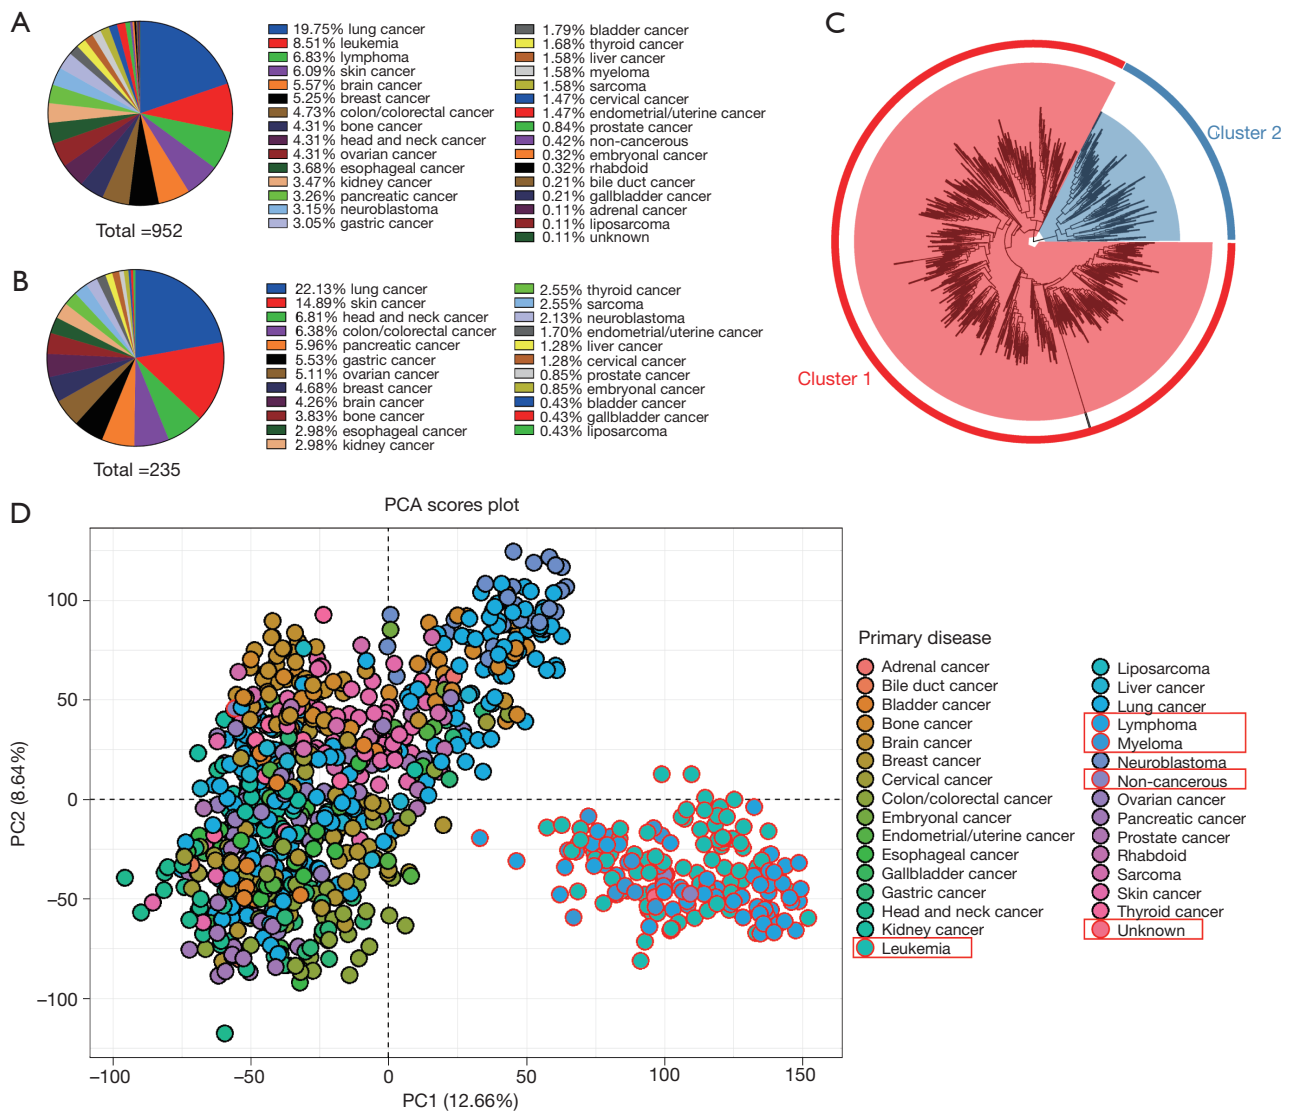 A
19.75% lung cancer
8.51% leukemia
6.83% lymphoma
6.09% skin cancer
5.57% brain cancer
5.25% breast cancer
4.73% colon/colorectal cancer
4.31% bone cancer
4.31% head and neck cancer
4.31% ovarian cancer
3.68% esophageal cancer
3.47% kidney cancer
3.26% pancreatic cancer
3.15% neuroblastoma
3.05% gastric cancer
1.79% bladder cancer
1.68% thyroid cancer
1.58% liver cancer
1.58% myeloma
1.58% sarcoma
1.47% cervical cancer
1.47% endometrial/uterine cancer
0.84% prostate cancer
0.42% non-cancerous
0.32% embryonal cancer
0.32% rhabdoid
0.21% bile duct cancer
0.21% gallbladder cancer
0.11% adrenal cancer
0.11% liposarcoma
0.11% unknown
Total =952
B
22.13% lung cancer
14.89% skin cancer
6.81% head and neck cancer
6.38% colon/colorectal cancer
5.96% pancreatic cancer
5.53% gastric cancer
5.11% ovarian cancer
4.68% breast cancer
4.26% brain cancer
3.83% bone cancer
2.98% esophageal cancer
2.98% kidney cancer
2.55% thyroid cancer
2.55% sarcoma
2.13% neuroblastoma
1.70% endometrial/uterine cancer
1.28% liver cancer
1.28% cervical cancer
0.85% prostate cancer
0.85% embryonal cancer
0.43% bladder cancer
0.43% gallbladder cancer
0.43% liposarcoma
Total =235
C
Cluster 2
Cluster 1
D
PCA scores plot
PC2 (8.64%)
100
50
0
−50
−100
−100
−50
0
50
100
150
PC1 (12.66%)
Primary disease
Adrenal cancer
Bile duct cancer
Bladder cancer
Bone cancer
Brain cancer
Breast cancer
Cervical cancer
Colon/colorectal cancer
Embryonal cancer
Endometrial/uterine cancer
Esophageal cancer
Gallbladder cancer
Gastric cancer
Head and neck cancer
Kidney cancer
Leukemia
Liposarcoma
Liver cancer
Lung cancer
Lymphoma
Myeloma
Neuroblastoma
Non-cancerous
Ovarian cancer
Pancreatic cancer
Prostate cancer
Rhabdoid
Sarcoma
Skin cancer
Thyroid cancer
Unknown